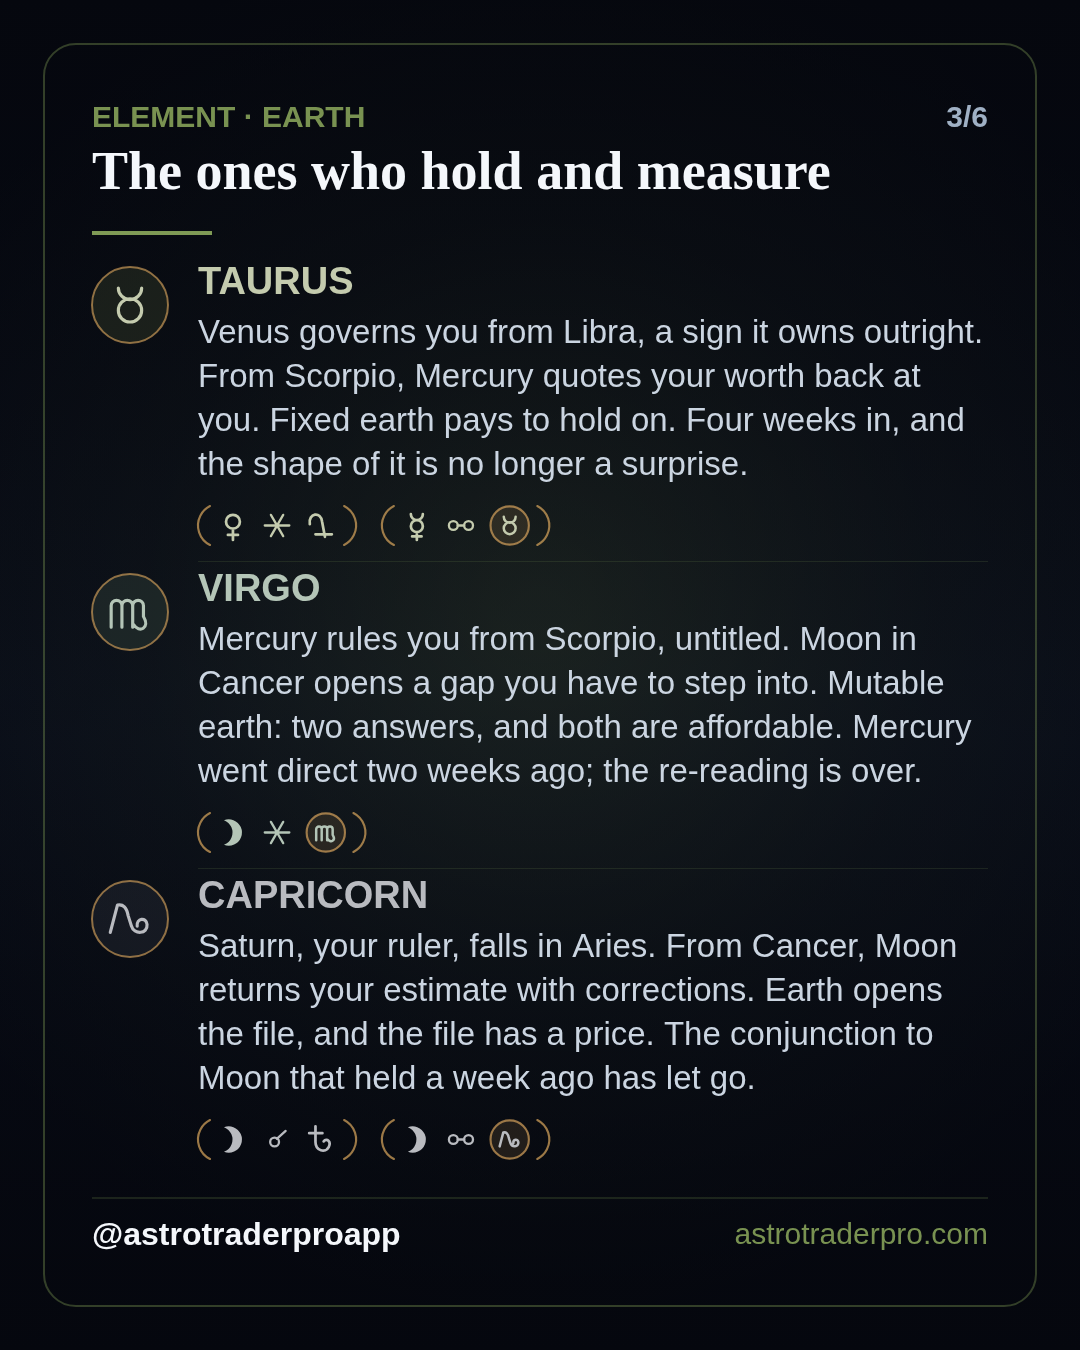 ELEMENT · EARTH
3/6
The ones who hold and measure
TAURUS
Venus governs you from Libra, a sign it owns outright.
From Scorpio, Mercury quotes your worth back at
you. Fixed earth pays to hold on. Four weeks in, and
the shape of it is no longer a surprise.
VIRGO
Mercury rules you from Scorpio, untitled. Moon in
Cancer opens a gap you have to step into. Mutable
earth: two answers, and both are affordable. Mercury
went direct two weeks ago; the re-reading is over.
CAPRICORN
Saturn, your ruler, falls in Aries. From Cancer, Moon
returns your estimate with corrections. Earth opens
the file, and the file has a price. The conjunction to
Moon that held a week ago has let go.
@astrotraderproapp
astrotraderpro.com